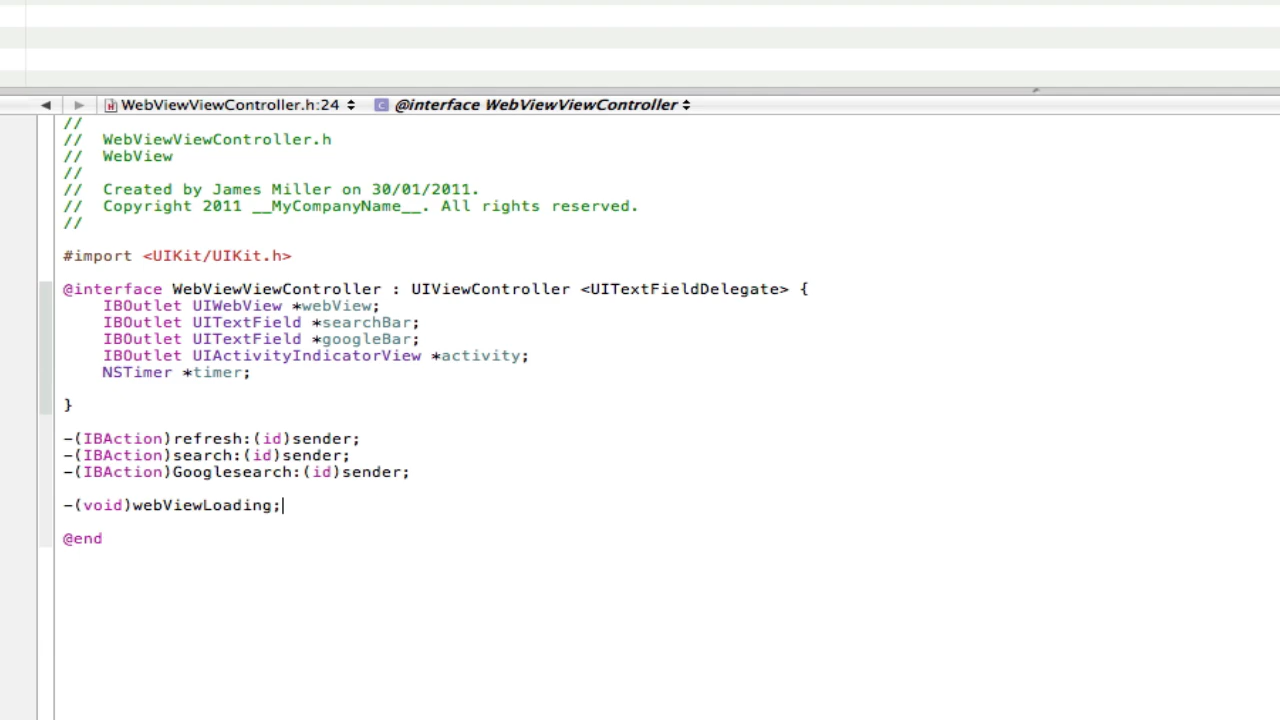 WebViewViewController.h:24 @interface WebViewViewController
//
// WebViewViewController.h
// WebView
//
// Created by James Miller on 30/01/2011.
// Copyright 2011 __MyCompanyName__. All rights reserved.
//
#import <UIKit/UIKit.h>
@interface WebViewViewController : UIViewController <UITextFieldDelegate> {
IBOutlet UIWebView *webView;
IBOutlet UITextField *searchBar;
IBOutlet UITextField *googleBar;
IBOutlet UIActivityIndicatorView *activity;
NSTimer *timer;
}
-(IBAction)refresh:(id)sender;
-(IBAction)search:(id)sender;
-(IBAction)Googlesearch:(id)sender;
-(void)webViewLoading;
@end